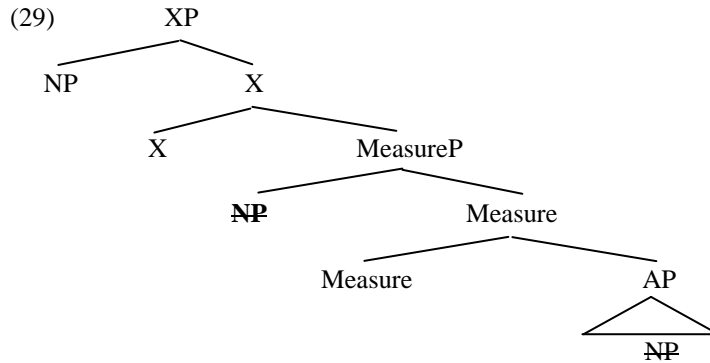 (29) XP
NP X
X MeasureP
NP Measure
Measure AP
NP